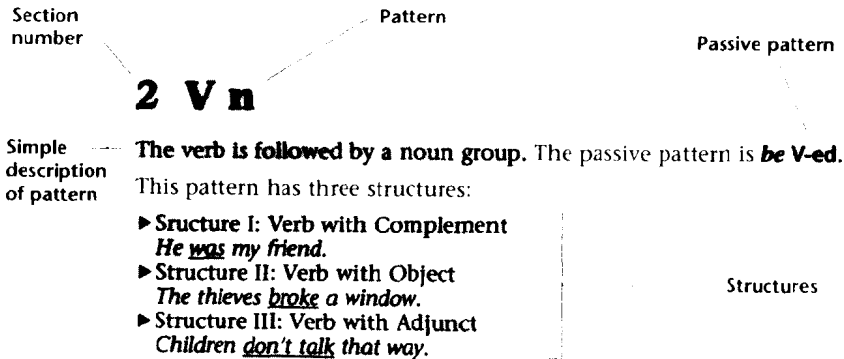 Section
number
Pattern
Passive pattern
2 V n
Simple
description
of pattern
The verb is followed by a noun group. The passive pattern is be V-ed.
This pattern has three structures:
▶ Sructure I: Verb with Complement
He was my friend.
▶ Structure II: Verb with Object
The thieves broke a window.
▶ Structure III: Verb with Adjunct
Children don't talk that way.
Structures